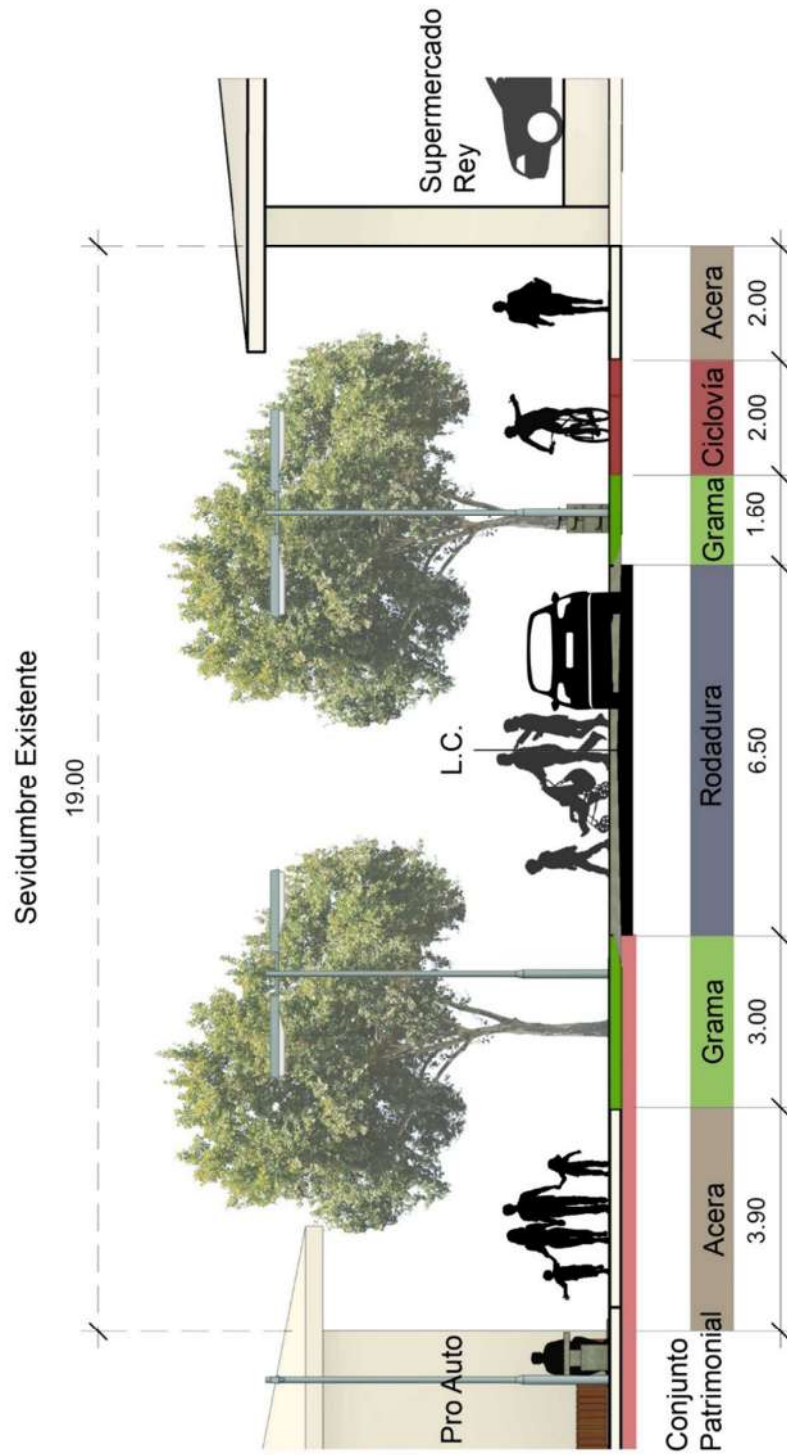 Sevidumbre Existente
19.00
Pro Auto
L.C.
Supermercado
Rey
Conjunto
Patrimonial
Acera
Grama
Rodadura
Grama
Ciclovía
Acera
3.90
3.00
6.50
1.60
2.00
2.00